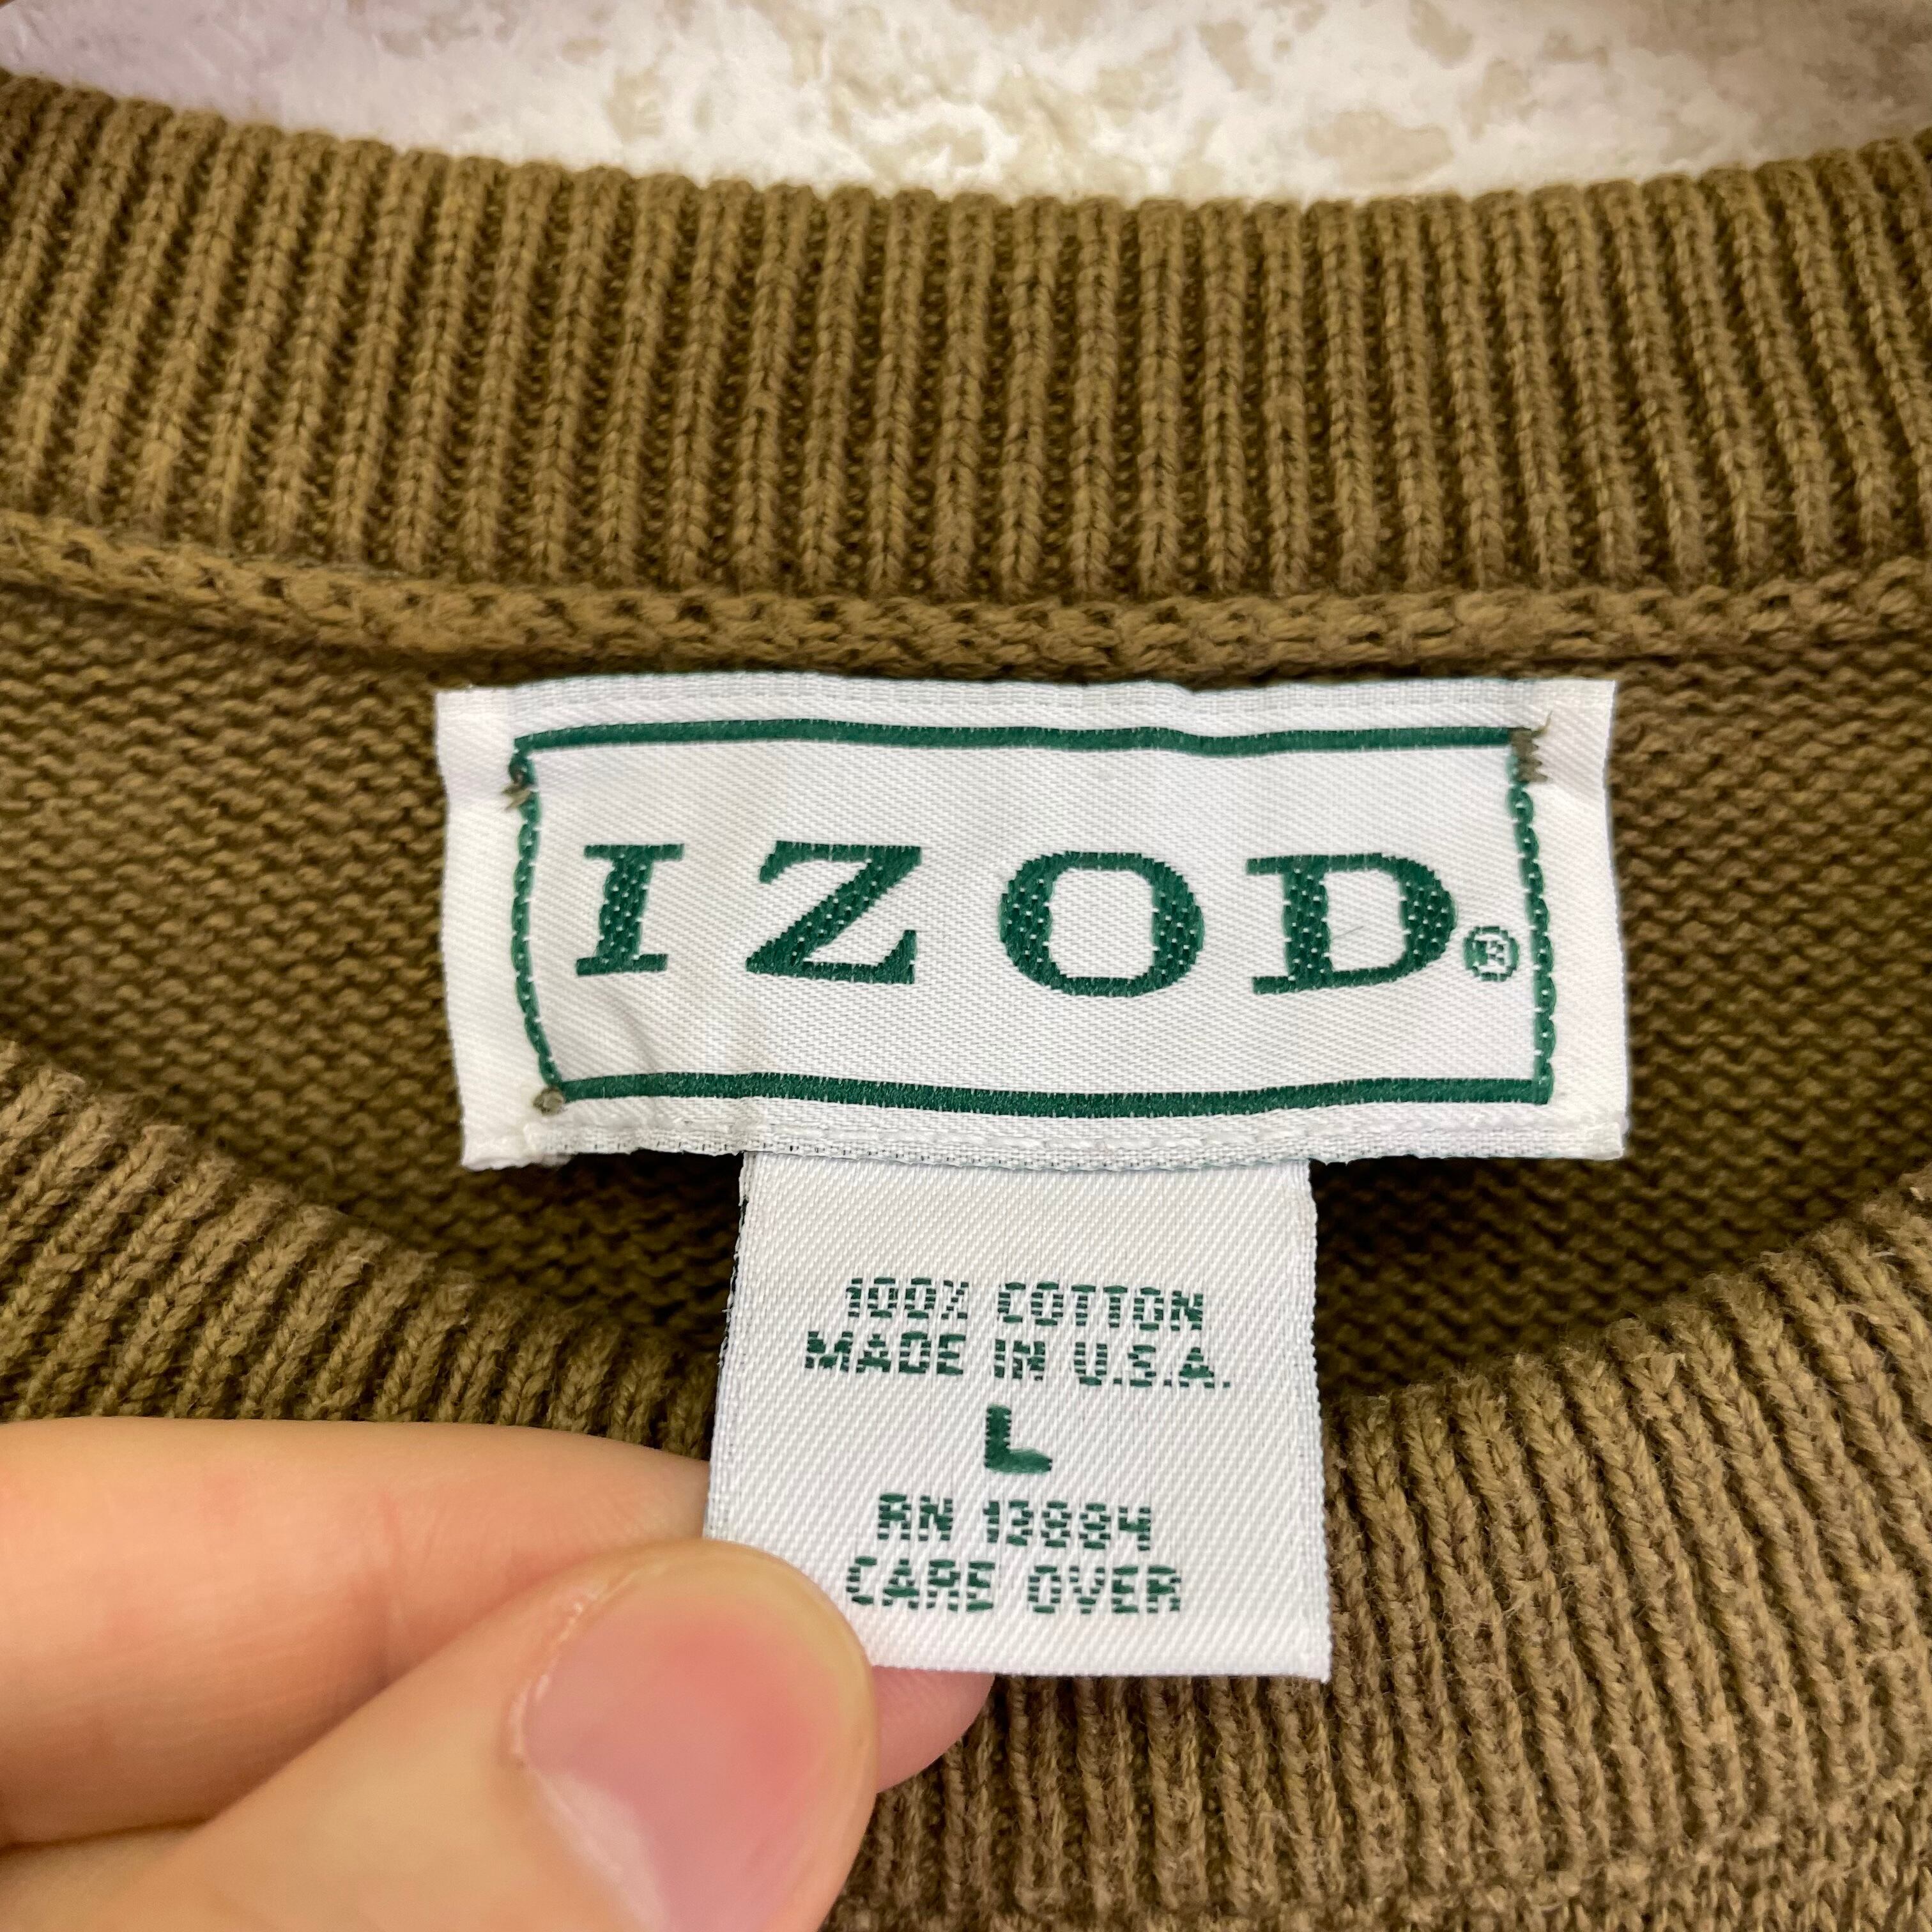 IZOD®
100% COTTON
MADE IN U.S.A.
L
RN 13884
CARE OVER